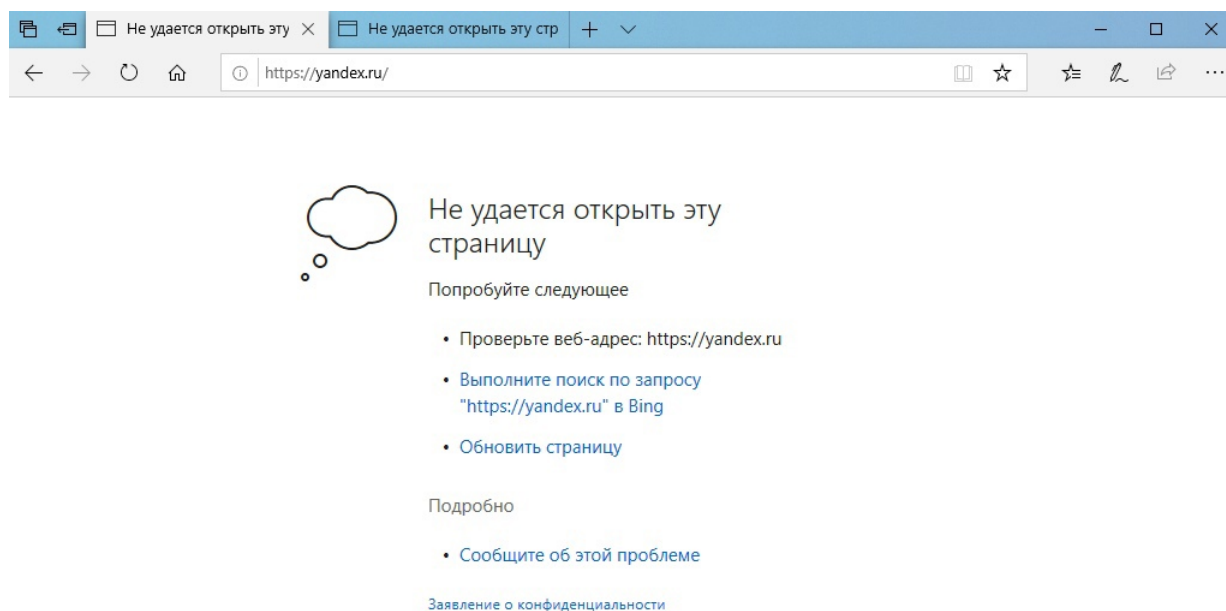 Не удается открыть эту
Не удается открыть эту стр
https://yandex.ru/
Не удается открыть эту
страницу
Попробуйте следующее
• Проверьте веб-адрес: https://yandex.ru
• Выполните поиск по запросу
"https://yandex.ru" в Bing
• Обновить страницу
Подробно
• Сообщите об этой проблеме
Заявление о конфиденциальности